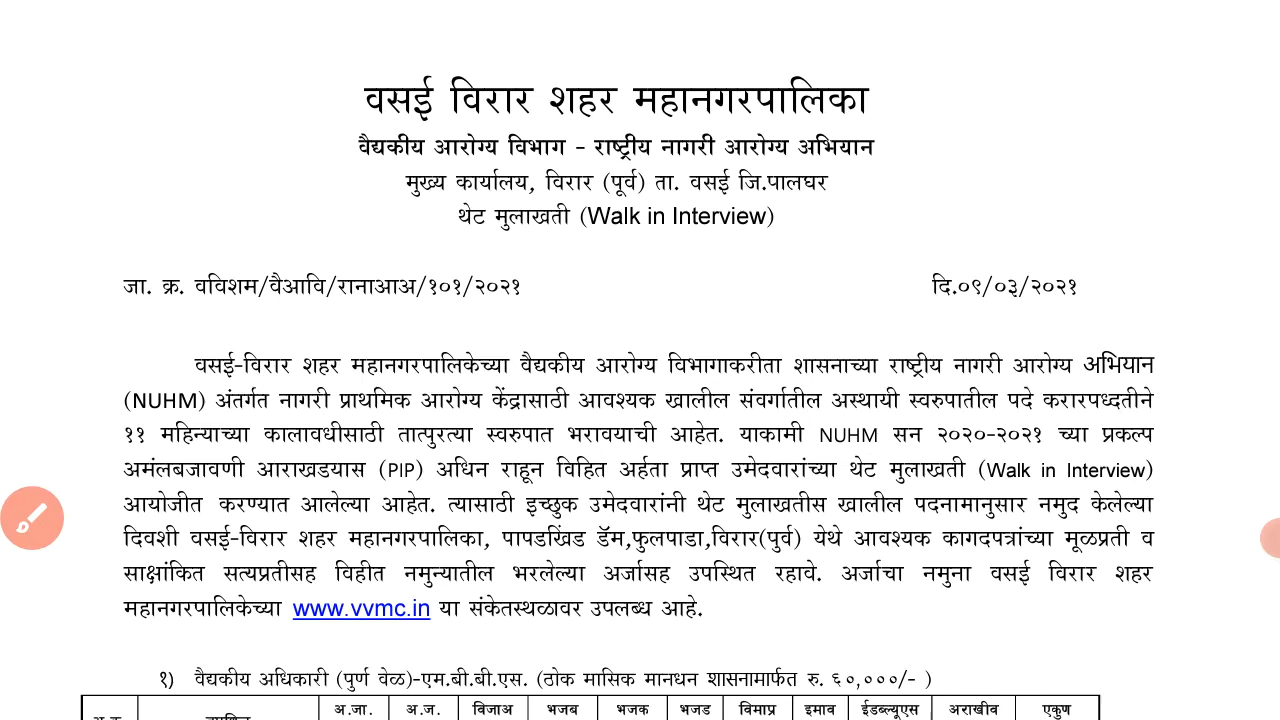 वसई विरार शहर महानगरपालिका
वैद्यकीय आरोग्य विभाग - राष्ट्रीय नागरी आरोग्य अभियान
मुख्य कार्यालय, विरार (पूर्व) ता. वसई जि.पालघर
थेट मुलाखती (Walk in Interview)
जा. क्र. वविशम/वैआवि/रानाआअ/१०१/२०२१ दि.०९/०३/२०२१
वसई-विरार शहर महानगरपालिकेच्या वैद्यकीय आरोग्य विभागाकरीता शासनाच्या राष्ट्रीय नागरी आरोग्य अभियान
(NUHM) अंतर्गत नागरी प्राथमिक आरोग्य केंद्रासाठी आवश्यक खालील संवर्गातील अस्थायी स्वरुपातील पदे करारपध्दतीने
११ महिन्याच्या कालावधीसाठी तात्पुरत्या स्वरुपात भरावयाची आहेत. याकामी NUHM सन २०२०-२०२१ च्या प्रकल्प
अमंलबजावणी आराखडयास (PIP) अधिन राहून विहित अर्हता प्राप्त उमेदवारांच्या थेट मुलाखती (Walk in Interview)
आयोजीत करण्यात आलेल्या आहेत. त्यासाठी इच्छुक उमेदवारांनी थेट मुलाखतीस खालील पदनामानुसार नमुद केलेल्या
दिवशी वसई-विरार शहर महानगरपालिका, पापडखिंड डॅम,फुलपाडा,विरार(पुर्व) येथे आवश्यक कागदपत्रांच्या मूळप्रती व
साक्षांकित सत्यप्रतीसह विहीत नमुन्यातील भरलेल्या अर्जासह उपस्थित रहावे. अर्जाचा नमुना वसई विरार शहर
महानगरपालिकेच्या www.vvmc.in या संकेतस्थळावर उपलब्ध आहे.
१) वैद्यकीय अधिकारी (पुर्ण वेळ)-एम.बी.बी.एस. (ठोक मासिक मानधन शासनामार्फत रु. ६०,०००/- )
अ.जा. अ.ज. विजाअ भजब भजक भजड विमाप्र इमाव ईडब्ल्यूएस अराखीव एकुण